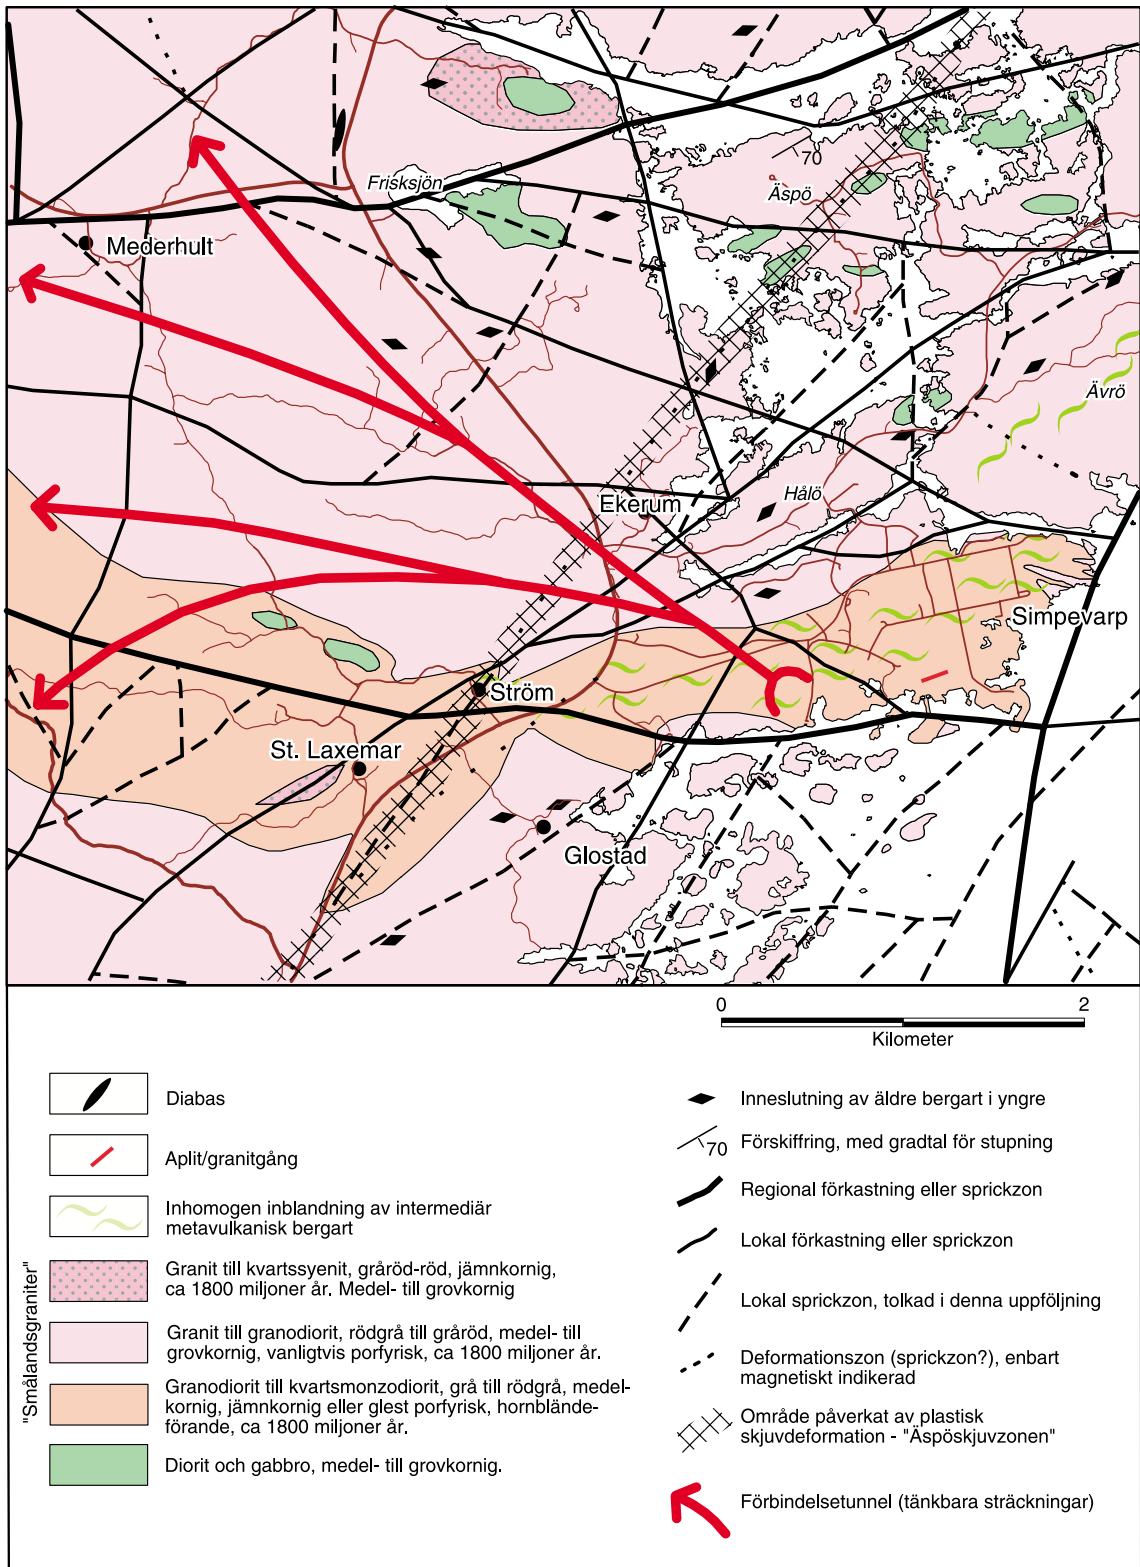 70
Äspö
Frisksjön
Mederhult
Ävrö
Hålö
Ekerum
Simpevarp
Ström
St. Laxemar
Glostad
0 2
Kilometer
"Smålandsgraniter"
Diabas
Aplit/granitgång
Inhomogen inblandning av intermediär
metavulkanisk bergart
Granit till kvartssyenit, gråröd-röd, jämnkornig,
ca 1800 miljoner år. Medel- till grovkornig
Granit till granodiorit, rödgrå till gråröd, medel- till
grovkornig, vanligtvis porfyrisk, ca 1800 miljoner år.
Granodiorit till kvartsmonzodiorit, grå till rödgrå, medel-
kornig, jämnkornig eller glest porfyrisk, hornblände-
förande, ca 1800 miljoner år.
Diorit och gabbro, medel- till grovkornig.
Inneslutning av äldre bergart i yngre
70
Förskiffring, med gradtal för stupning
Regional förkastning eller sprickzon
Lokal förkastning eller sprickzon
Lokal sprickzon, tolkad i denna uppföljning
Deformationszon (sprickzon?), enbart
magnetiskt indikerad
Område påverkat av plastisk
skjuvdeformation - "Äspöskjuvzonen"
Förbindelsetunnel (tänkbara sträckningar)